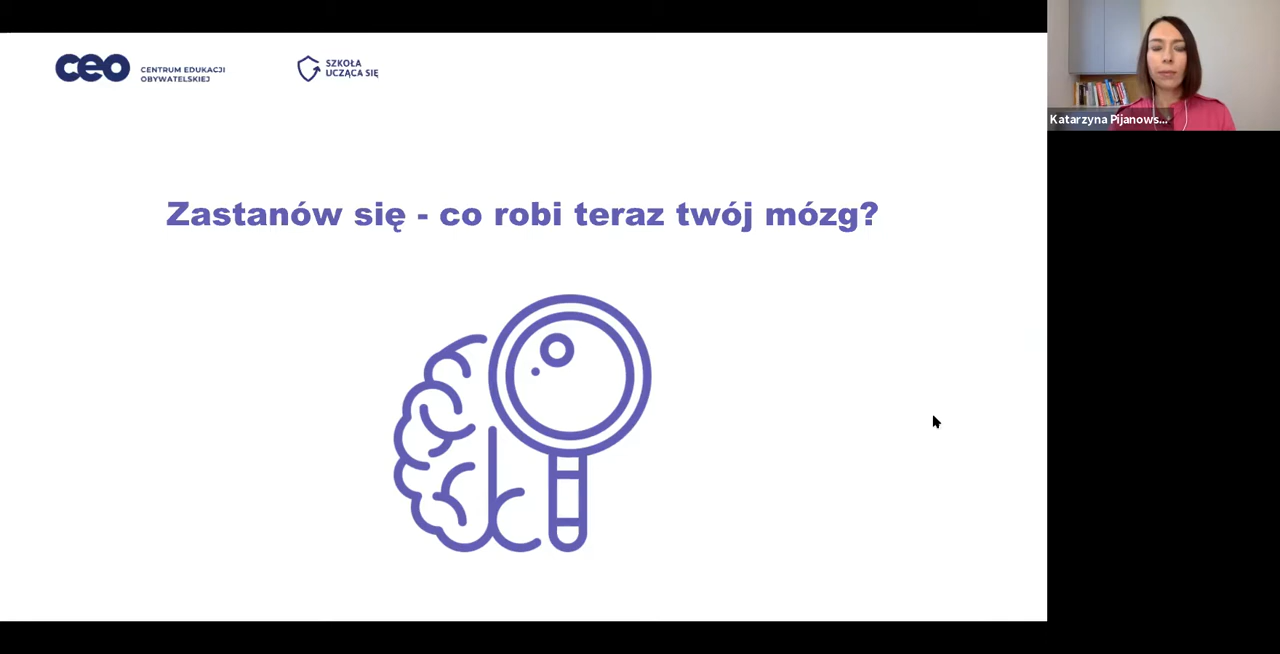 ceo
CENTRUM EDUKACJI
OBYWATELSKIEJ
SZKOŁA
UCZĄCA SIĘ
Katarzyna Pijanows...
Zastanów się - co robi teraz twój mózg?